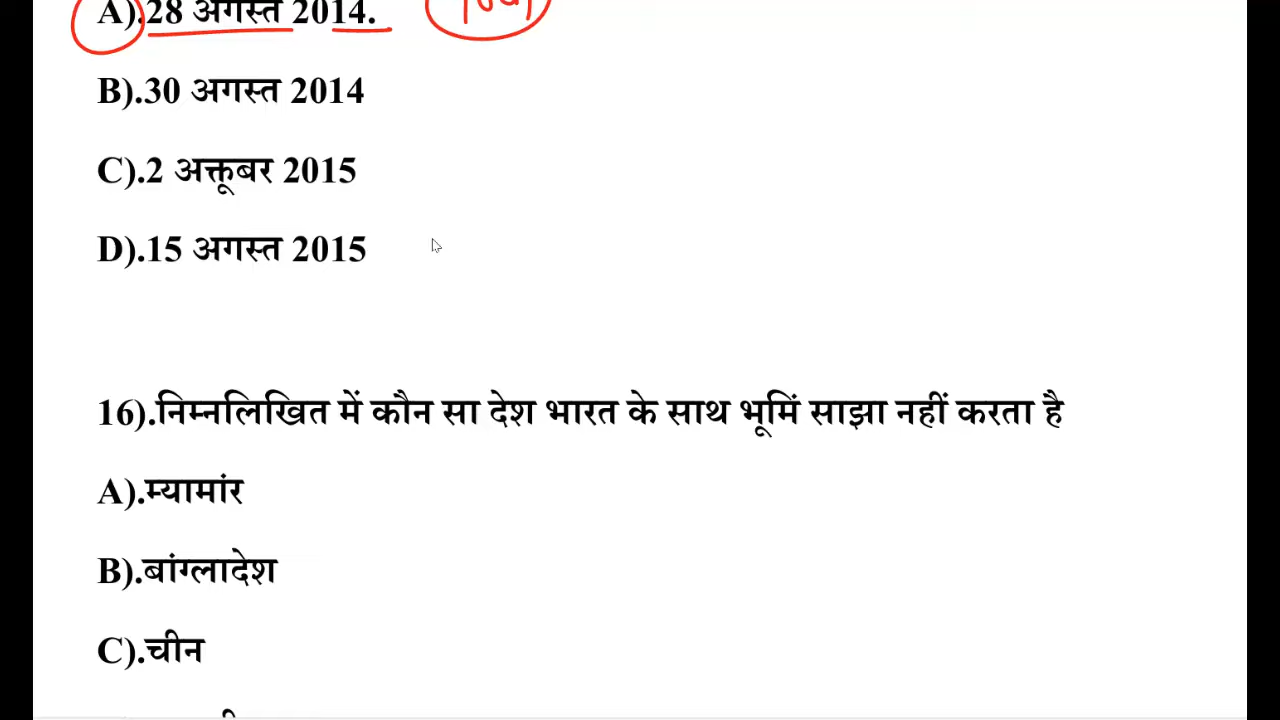 A).28 अगस्त 2014.
B).30 अगस्त 2014
C).2 अक्तूबर 2015
D).15 अगस्त 2015
16).निम्नलिखित में कौन सा देश भारत के साथ भूमिं साझा नहीं करता है
A).म्यामांर
B).बांग्लादेश
C).चीन